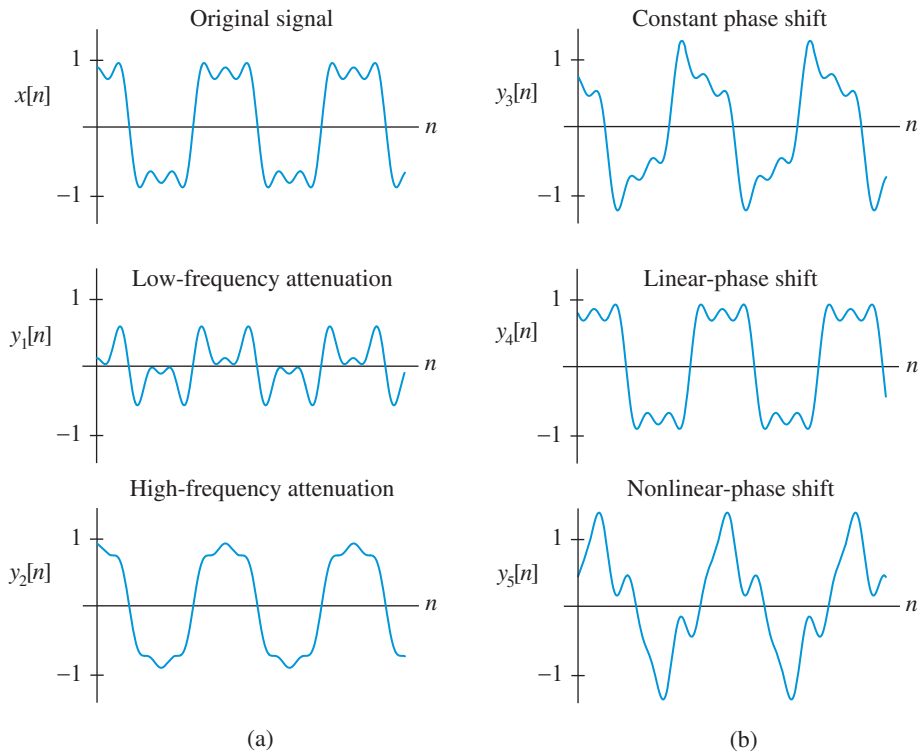 Original signal
1
x[n]
n
−1
Low-frequency attenuation
1
y1[n]
n
−1
High-frequency attenuation
1
y2[n]
n
−1
(a)
Constant phase shift
1
y3[n]
n
−1
Linear-phase shift
1
y4[n]
n
−1
Nonlinear-phase shift
1
y5[n]
n
−1
(b)